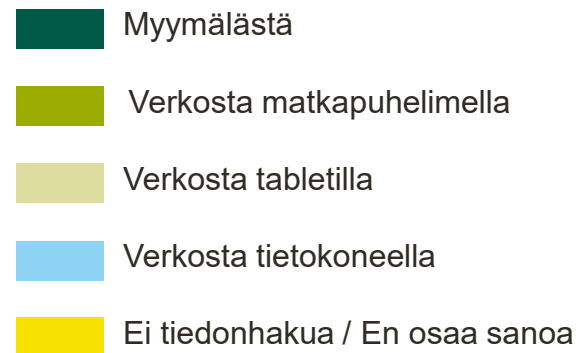 Myymälästä
Verkosta matkapuhelimella
Verkosta tabletilla
Verkosta tietokoneella
Ei tiedonhakua / En osaa sanoa